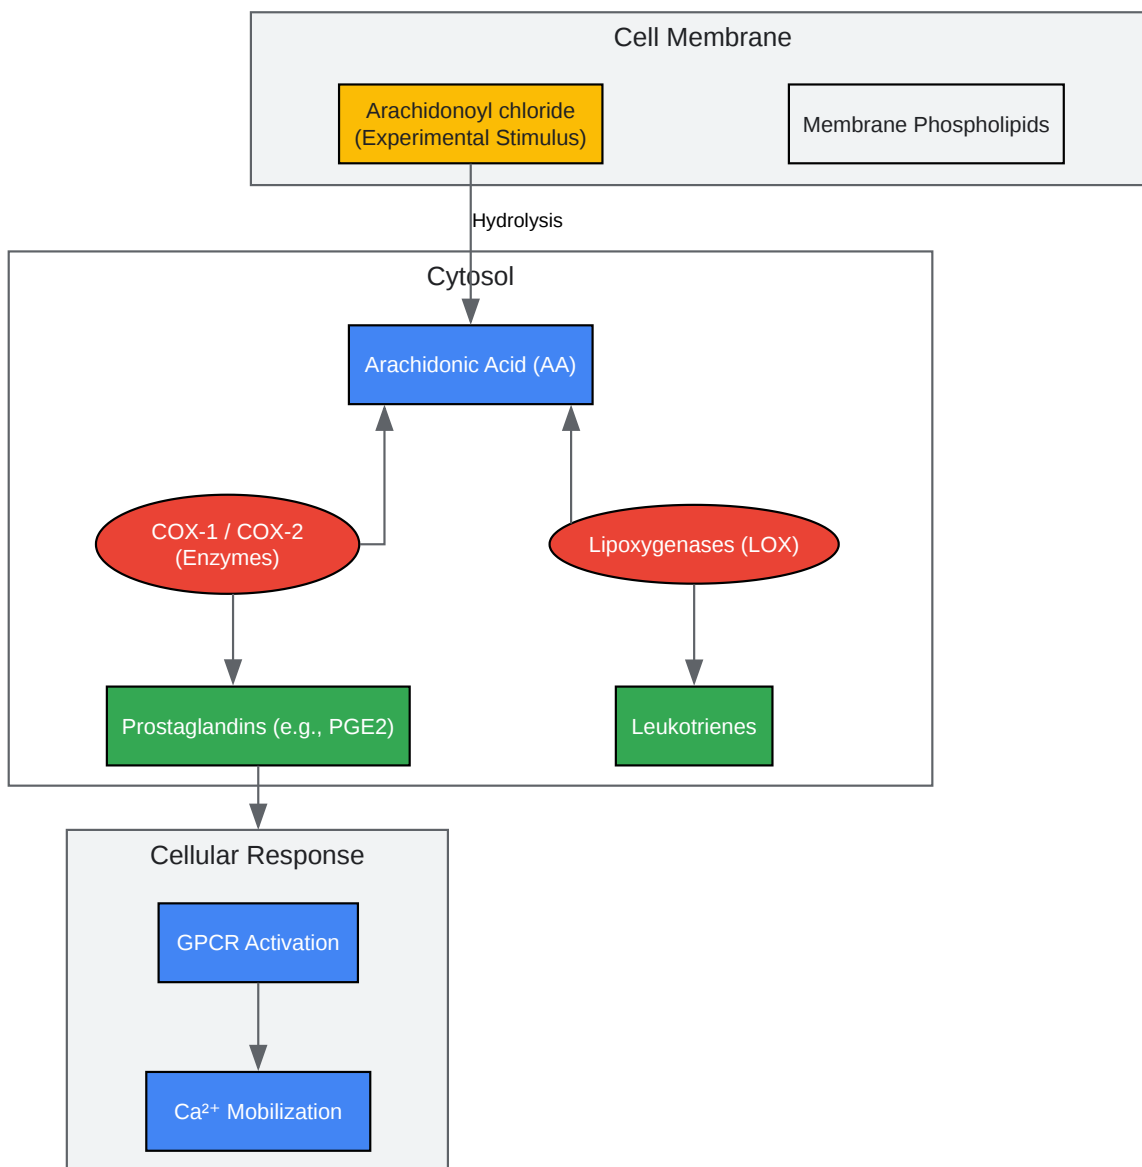 Cell Membrane
Arachidonoyl chloride
(Experimental Stimulus)
Membrane Phospholipids
Hydrolysis
Cytosol
Arachidonic Acid (AA)
COX-1 / COX-2
(Enzymes)
Lipoxygenases (LOX)
Prostaglandins (e.g., PGE2)
Leukotrienes
Cellular Response
GPCR Activation
Ca²⁺ Mobilization